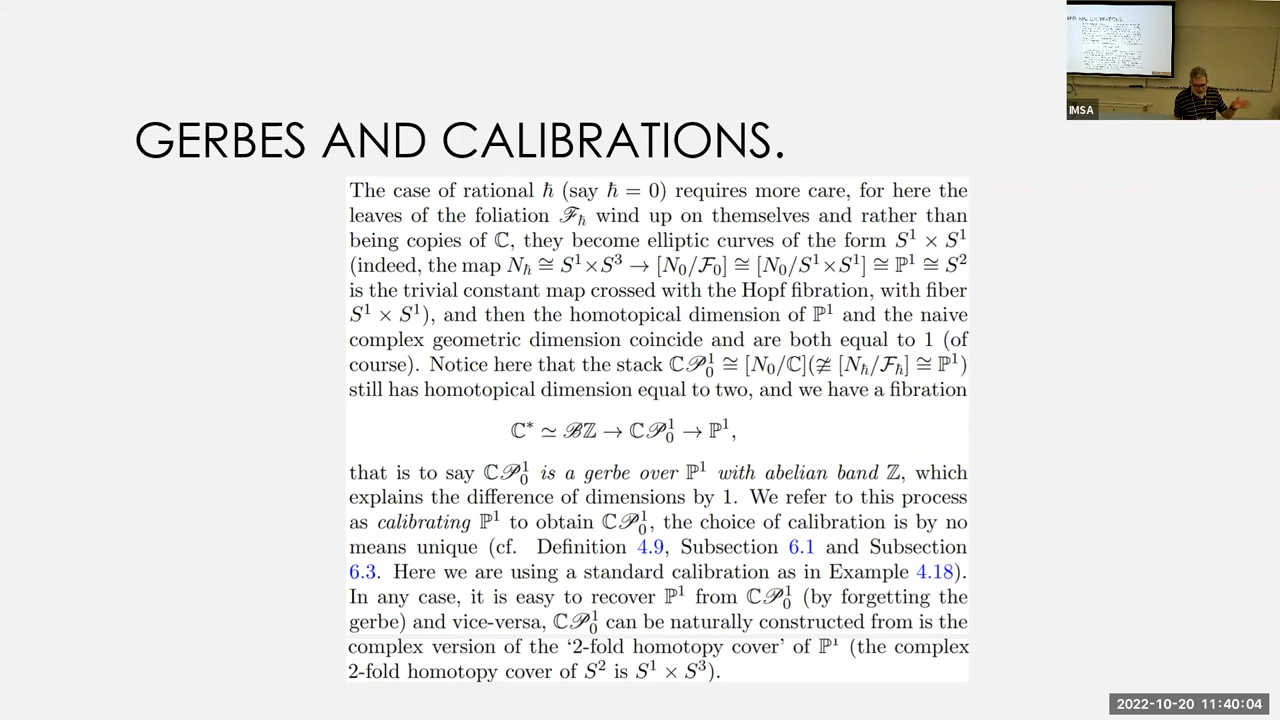 GERBES AND CALIBRATIONS.
The case of rational ℏ (say ℏ = 0) requires more care, for here the
leaves of the foliation ℱ_ℏ wind up on themselves and rather than
being copies of ℂ, they become elliptic curves of the form S¹ × S¹
(indeed, the map N_ℏ ≅ S¹×S³ → [N₀/ℱ₀] ≅ [N₀/S¹×S¹] ≅ ℙ¹ ≅ S²
is the trivial constant map crossed with the Hopf fibration, with fiber
S¹ × S¹), and then the homotopical dimension of ℙ¹ and the naive
complex geometric dimension coincide and are both equal to 1 (of
course). Notice here that the stack ℂ𝒫¹₀ ≅ [N₀/ℂ](≇ [N_ℏ/ℱ_ℏ] ≅ ℙ¹)
still has homotopical dimension equal to two, and we have a fibration
ℂ* ≃ ℬℤ → ℂ𝒫¹₀ → ℙ¹,
that is to say ℂ𝒫¹₀ is a gerbe over ℙ¹ with abelian band ℤ, which
explains the difference of dimensions by 1. We refer to this process
as calibrating ℙ¹ to obtain ℂ𝒫¹₀, the choice of calibration is by no
means unique (cf. Definition 4.9, Subsection 6.1 and Subsection
6.3. Here we are using a standard calibration as in Example 4.18).
In any case, it is easy to recover ℙ¹ from ℂ𝒫¹₀ (by forgetting the
gerbe) and vice-versa, ℂ𝒫¹₀ can be naturally constructed from is the
complex version of the ‘2-fold homotopy cover’ of ℙ¹ (the complex
2-fold homotopy cover of S² is S¹ × S³).
IMSA
2022-10-20 11:40:04